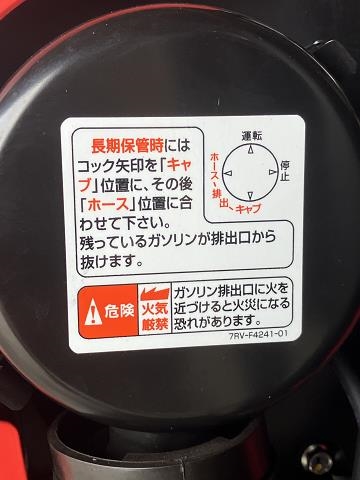 長期保管時には
コック矢印を「キャ
ブ」位置に、その後
「ホース」位置に合
わせて下さい。
残っているガソリンが排出口から
抜けます。
運転
停止
ホース←排出→キャブ
危険
火気
厳禁
ガソリン排出口に火を
近づけると火災になる
恐れがあります。
7RV-F4241-01